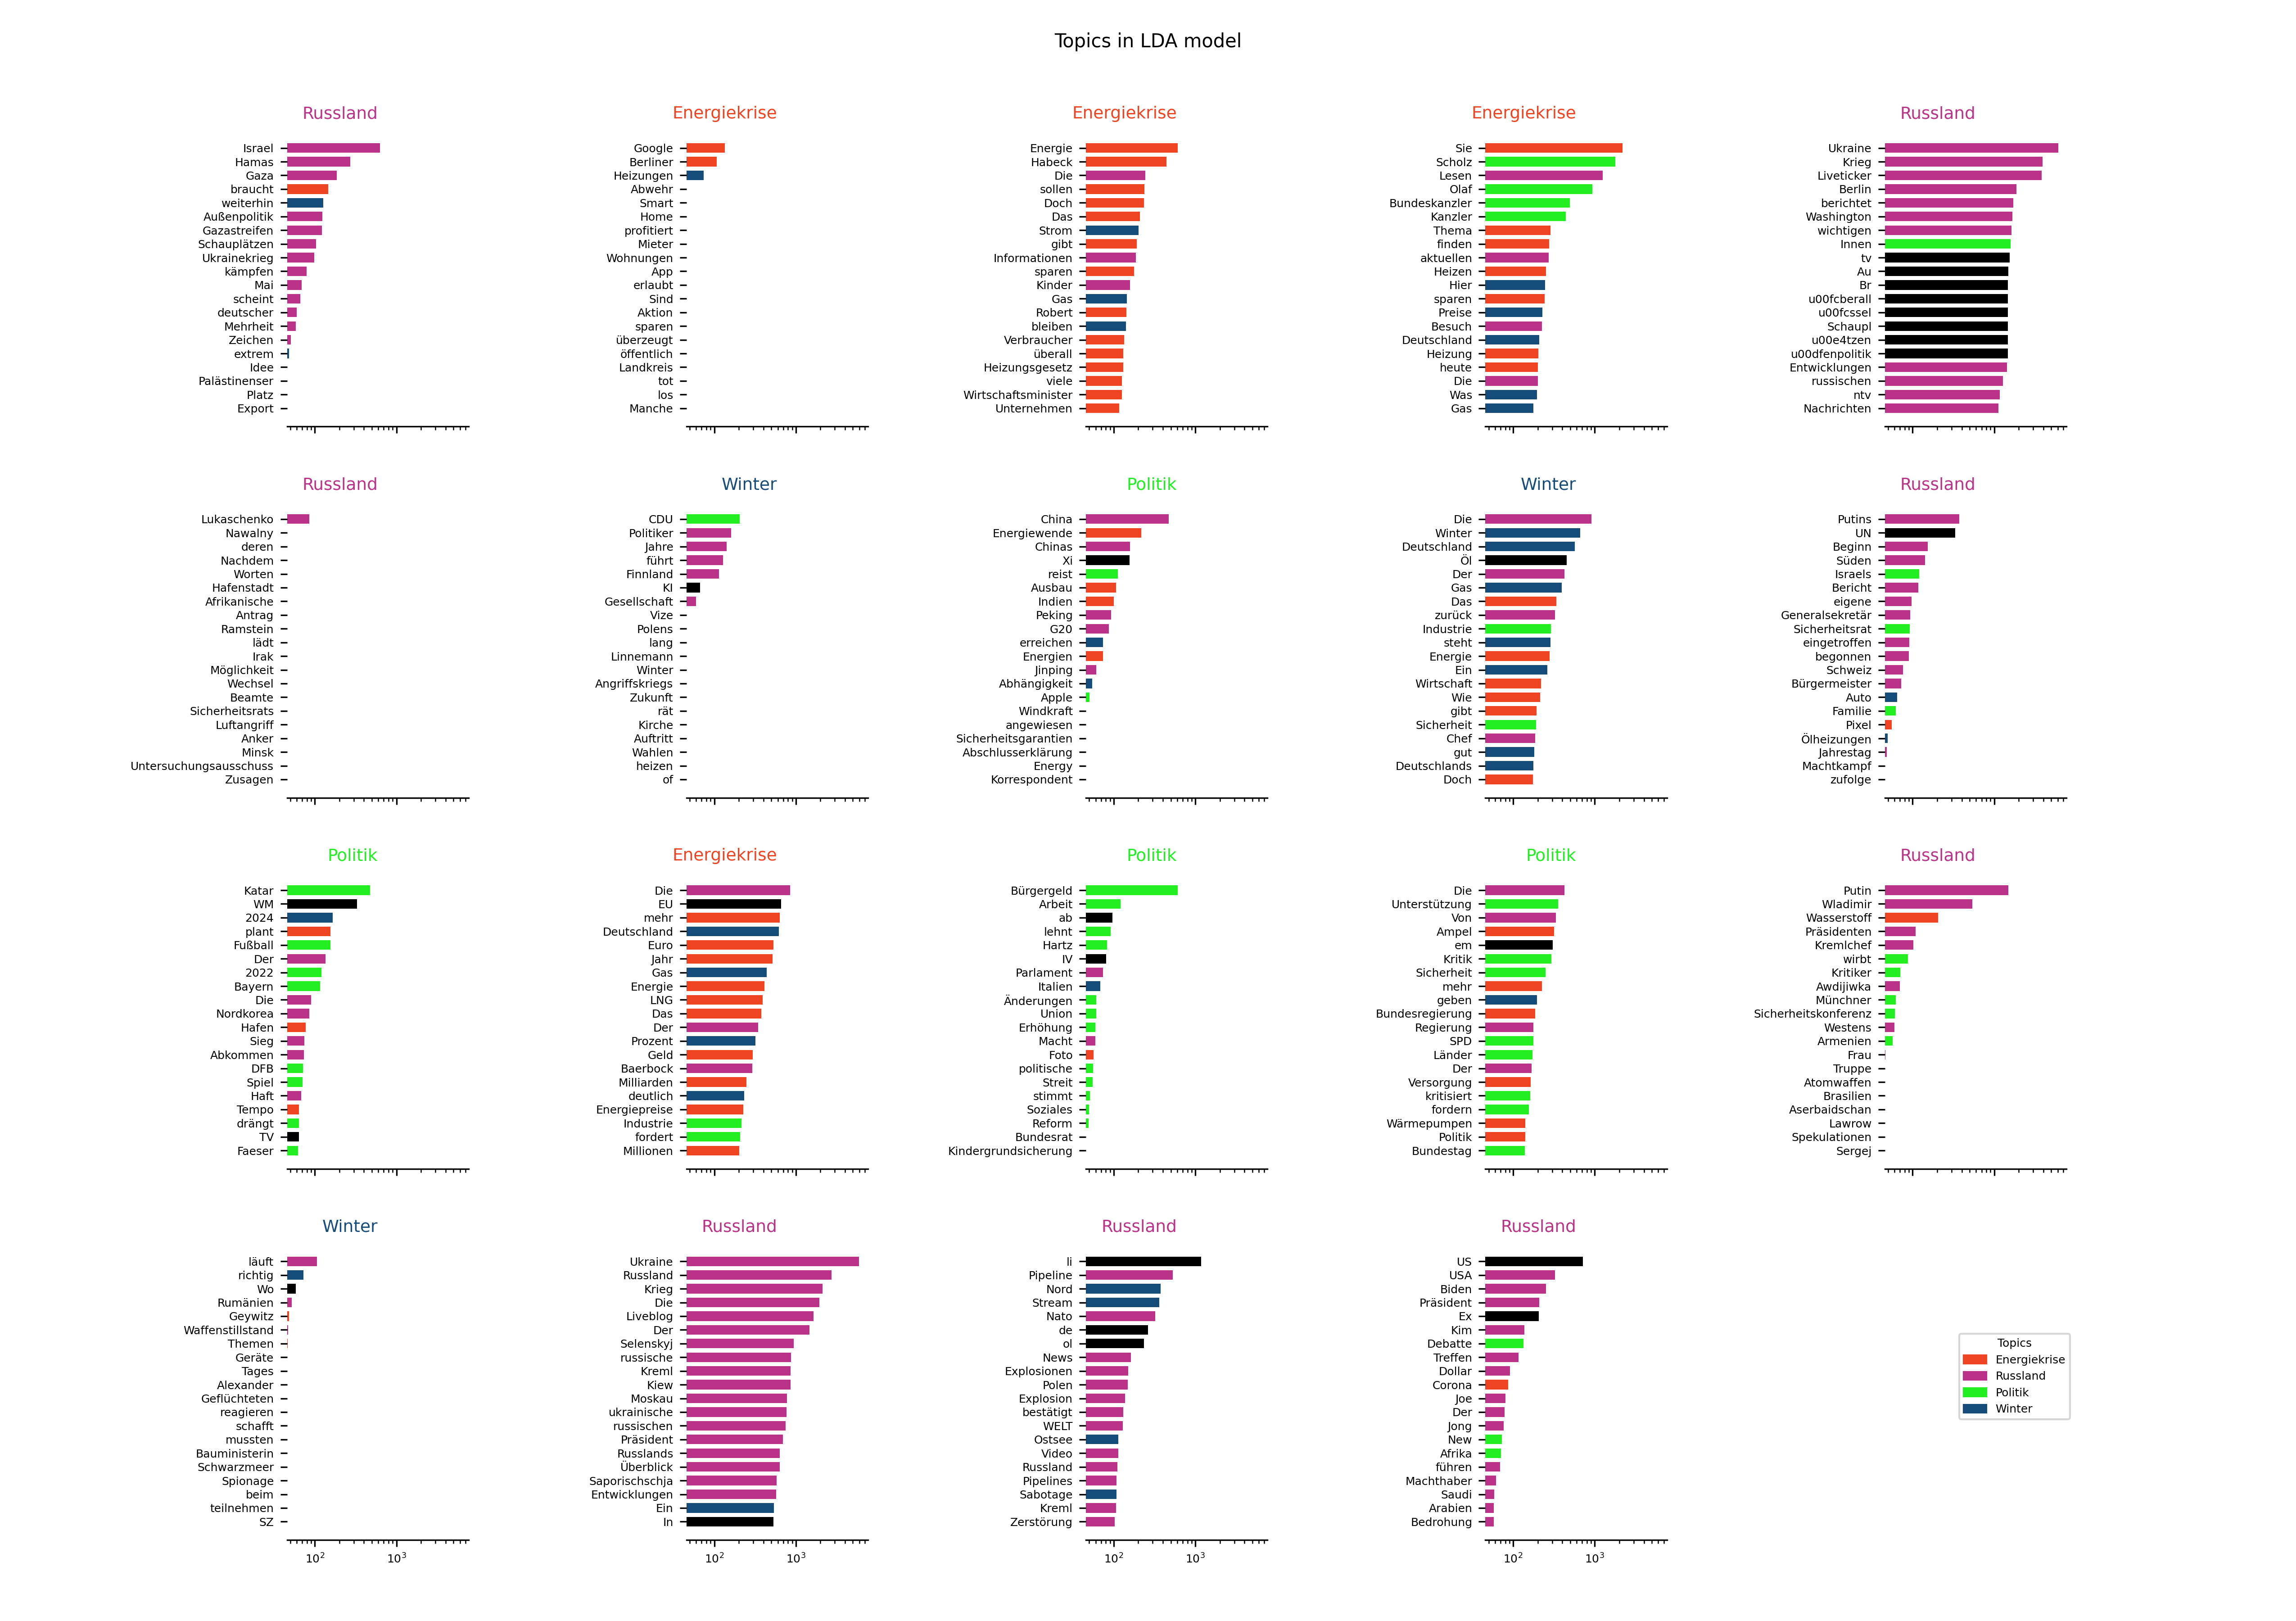 Topics in LDA model
Russland
Israel
Hamas
Gaza
braucht
weiterhin
Außenpolitik
Gazastreifen
Schauplätzen
Ukrainekrieg
kämpfen
Mai
scheint
deutscher
Mehrheit
Zeichen
extrem
Idee
Palästinenser
Platz
Export
Energiekrise
Google
Berliner
Heizungen
Abwehr
Smart
Home
profitiert
Mieter
Wohnungen
App
erlaubt
Sind
Aktion
sparen
überzeugt
öffentlich
Landkreis
tot
los
Manche
Energiekrise
Energie
Habeck
Die
sollen
Doch
Das
Strom
gibt
Informationen
sparen
Kinder
Gas
Robert
bleiben
Verbraucher
überall
Heizungsgesetz
viele
Wirtschaftsminister
Unternehmen
Energiekrise
Sie
Scholz
Lesen
Olaf
Bundeskanzler
Kanzler
Thema
finden
aktuellen
Heizen
Hier
sparen
Preise
Besuch
Deutschland
Heizung
heute
Die
Was
Gas
Russland
Ukraine
Krieg
Liveticker
Berlin
berichtet
Washington
wichtigen
Innen
tv
Au
Br
u00fcberall
u00fcssel
Schaupl
u00e4tzen
u00dfenpolitik
Entwicklungen
russischen
ntv
Nachrichten
Russland
Lukaschenko
Nawalny
deren
Nachdem
Worten
Hafenstadt
Afrikanische
Antrag
Ramstein
lädt
Irak
Möglichkeit
Wechsel
Beamte
Sicherheitsrats
Luftangriff
Anker
Minsk
Untersuchungsausschuss
Zusagen
Winter
CDU
Politiker
Jahre
führt
Finnland
KI
Gesellschaft
Vize
Polens
lang
Linnemann
Winter
Angriffskriegs
Zukunft
rät
Kirche
Auftritt
Wahlen
heizen
of
Politik
China
Energiewende
Chinas
Xi
reist
Ausbau
Indien
Peking
G20
erreichen
Energien
Jinping
Abhängigkeit
Apple
Windkraft
angewiesen
Sicherheitsgarantien
Abschlusserklärung
Energy
Korrespondent
Winter
Die
Winter
Deutschland
Öl
Der
Gas
Das
zurück
Industrie
steht
Energie
Ein
Wirtschaft
Wie
gibt
Sicherheit
Chef
gut
Deutschlands
Doch
Russland
Putins
UN
Beginn
Süden
Israels
Bericht
eigene
Generalsekretär
Sicherheitsrat
eingetroffen
begonnen
Schweiz
Bürgermeister
Auto
Familie
Pixel
Ölheizungen
Jahrestag
Machtkampf
zufolge
Politik
Katar
WM
2024
plant
Fußball
Der
2022
Bayern
Die
Nordkorea
Hafen
Sieg
Abkommen
DFB
Spiel
Haft
Tempo
drängt
TV
Faeser
Energiekrise
Die
EU
mehr
Deutschland
Euro
Jahr
Gas
Energie
LNG
Das
Der
Prozent
Geld
Baerbock
Milliarden
deutlich
Energiepreise
Industrie
fordert
Millionen
Politik
Bürgergeld
Arbeit
ab
lehnt
Hartz
IV
Parlament
Italien
Änderungen
Union
Erhöhung
Macht
Foto
politische
Streit
stimmt
Soziales
Reform
Bundesrat
Kindergrundsicherung
Politik
Die
Unterstützung
Von
Ampel
em
Kritik
Sicherheit
mehr
geben
Bundesregierung
Regierung
SPD
Länder
Der
Versorgung
kritisiert
fordern
Wärmepumpen
Politik
Bundestag
Russland
Putin
Wladimir
Wasserstoff
Präsidenten
Kremlchef
wirbt
Kritiker
Awdijiwka
Münchner
Sicherheitskonferenz
Westens
Armenien
Frau
Truppe
Atomwaffen
Brasilien
Aserbaidschan
Lawrow
Spekulationen
Sergej
Winter
läuft
richtig
Wo
Rumänien
Geywitz
Waffenstillstand
Themen
Geräte
Tages
Alexander
Geflüchteten
reagieren
schafft
mussten
Bauministerin
Schwarzmeer
Spionage
beim
teilnehmen
SZ
10² 10³
Russland
Ukraine
Russland
Krieg
Die
Liveblog
Der
Selenskyj
russische
Kreml
Kiew
Moskau
ukrainische
russischen
Präsident
Russlands
Überblick
Saporischschja
Entwicklungen
Ein
In
10² 10³
Russland
li
Pipeline
Nord
Stream
Nato
de
ol
News
Explosionen
Polen
Explosion
bestätigt
WELT
Ostsee
Video
Russland
Pipelines
Sabotage
Kreml
Zerstörung
10² 10³
Russland
US
USA
Biden
Präsident
Ex
Kim
Debatte
Treffen
Dollar
Corona
Joe
Der
Jong
New
Afrika
führen
Machthaber
Saudi
Arabien
Bedrohung
10² 10³
Topics
Energiekrise
Russland
Politik
Winter